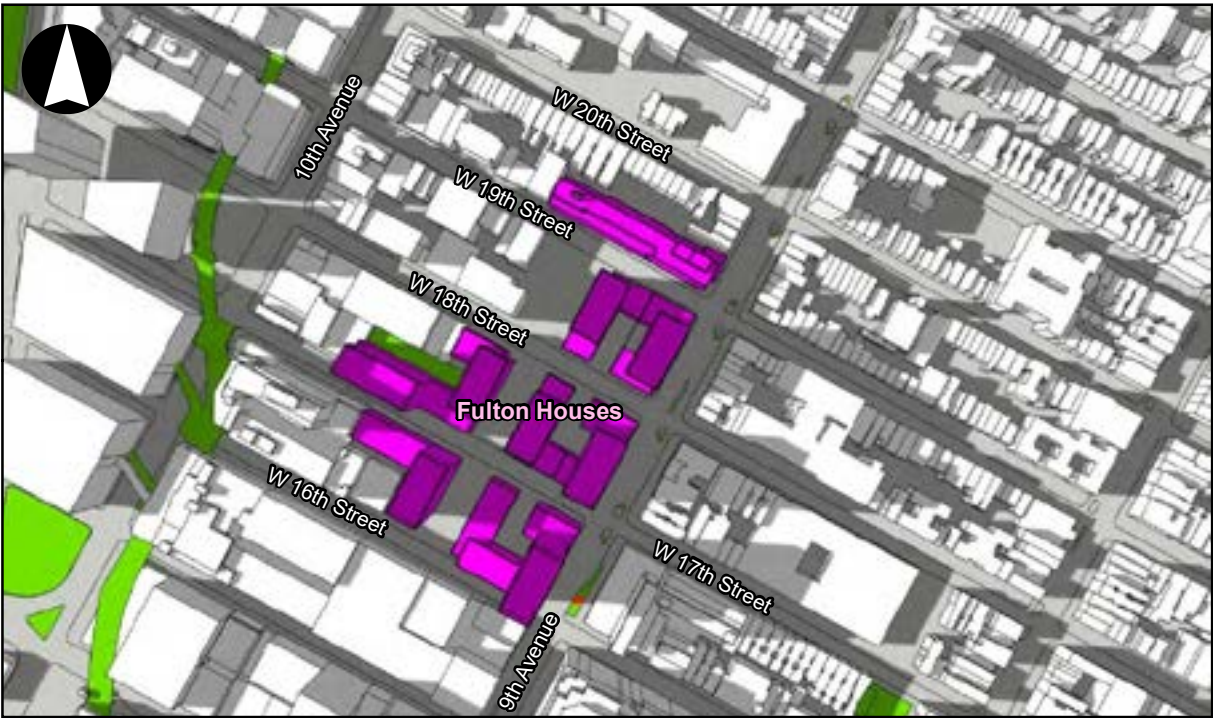 10th Avenue
W 20th Street
W 19th Street
W 18th Street
Fulton Houses
W 16th Street
W 17th Street
9th Avenue